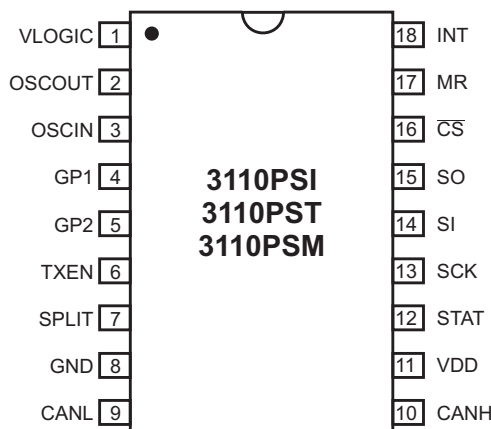 VLOGIC 1
OSCOUT 2
OSCIN 3
GP1 4
GP2 5
TXEN 6
SPLIT 7
GND 8
CANL 9
3110PSI
3110PST
3110PSM
18 INT
17 MR
16 C̅S̅
15 SO
14 SI
13 SCK
12 STAT
11 VDD
10 CANH